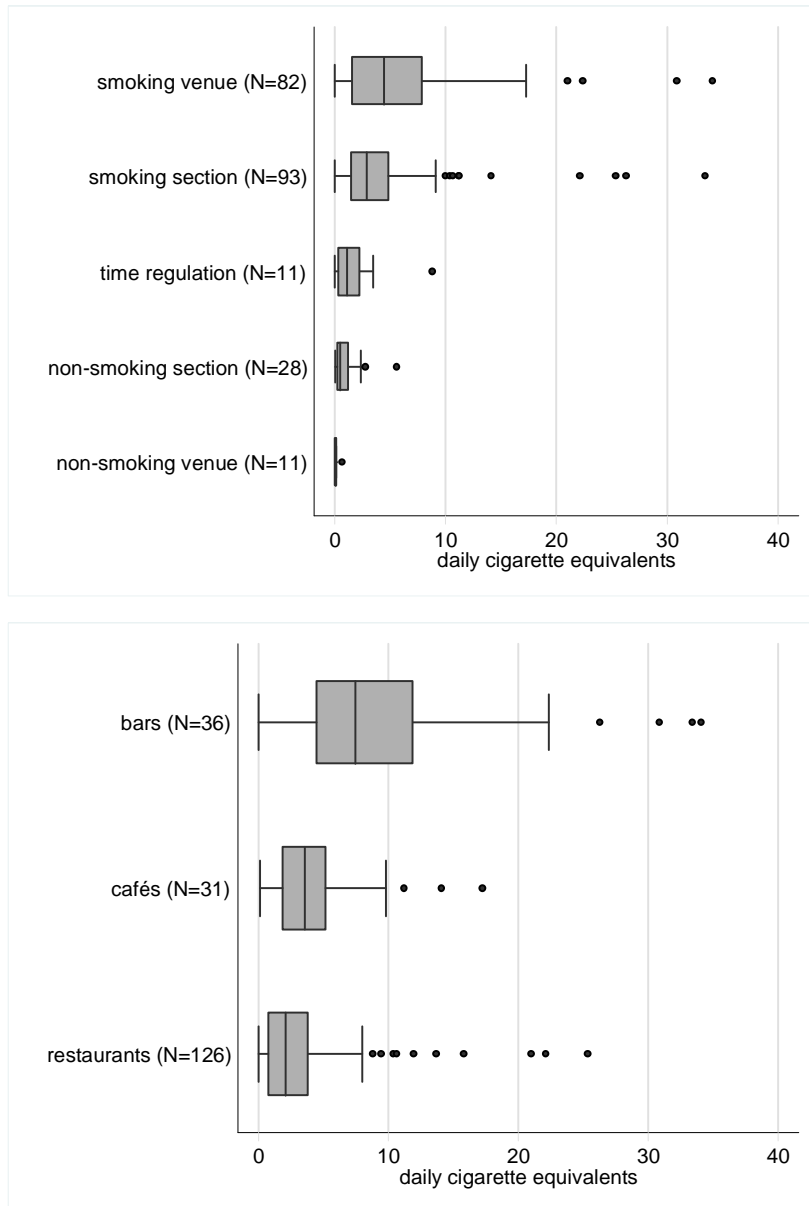 smoking venue (N=82)
smoking section (N=93)
time regulation (N=11)
non-smoking section (N=28)
non-smoking venue (N=11)
0 10 20 30 40
daily cigarette equivalents
bars (N=36)
cafés (N=31)
restaurants (N=126)
0 10 20 30 40
daily cigarette equivalents